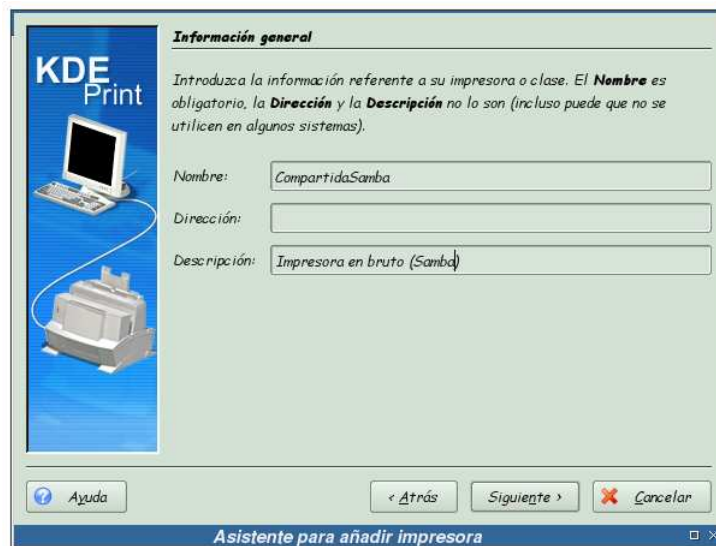 Información general
KDE
Print
Introduzca la información referente a su impresora o clase. El Nombre es
obligatorio, la Dirección y la Descripción no lo son (incluso puede que no se
utilicen en algunos sistemas).
Nombre: CompartidaSamba
Dirección:
Descripción: Impresora en bruto (Samba)
Ayuda < Atrás Siguiente > Cancelar
Asistente para añadir impresora